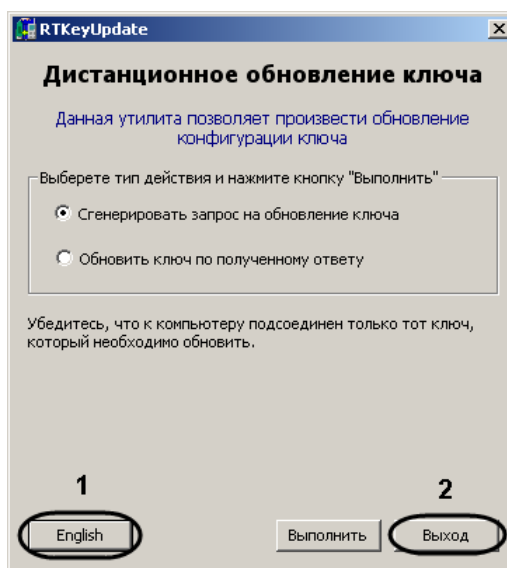 RTKeyUpdate
Дистанционное обновление ключа
Данная утилита позволяет произвести обновление
конфигурации ключа
Выберете тип действия и нажмите кнопку "Выполнить"
Сгенерировать запрос на обновление ключа
Обновить ключ по полученному ответу
Убедитесь, что к компьютеру подсоединен только тот ключ,
который необходимо обновить.
1
2
English
Выполнить
Выход